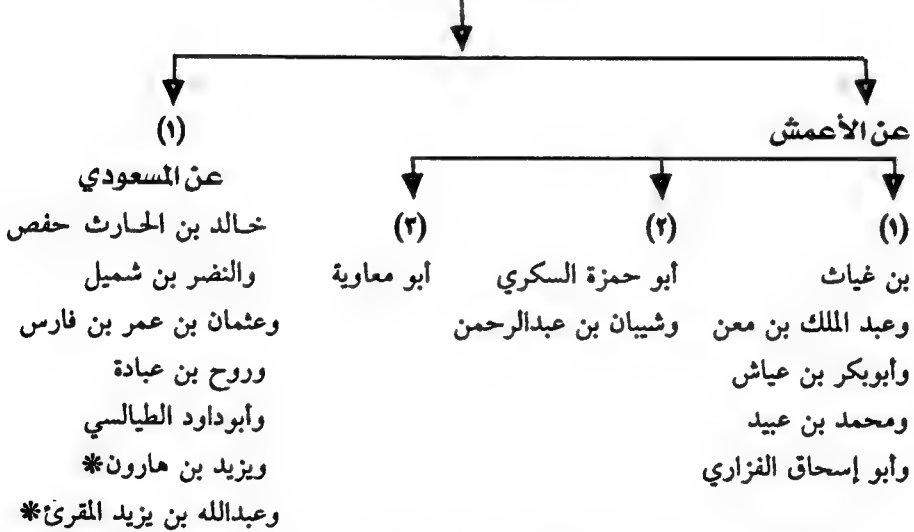 عن الأعمش
(١)
بن غياث
وعبد الملك بن معن
وأبوبكر بن عياش
ومحمد بن عبيد
وأبو إسحاق الفزاري
(٢)
أبو حمزة السكري
وشيبان بن عبدالرحمن
(٣)
أبو معاوية
(١)
عن المسعودي
خالد بن الحارث حفص
والنضر بن شميل
وعثمان بن عمر بن فارس
وروح بن عبادة
وأبوداود الطيالسي
ويزيد بن هارون*
وعبدالله بن يزيد المقرئ*